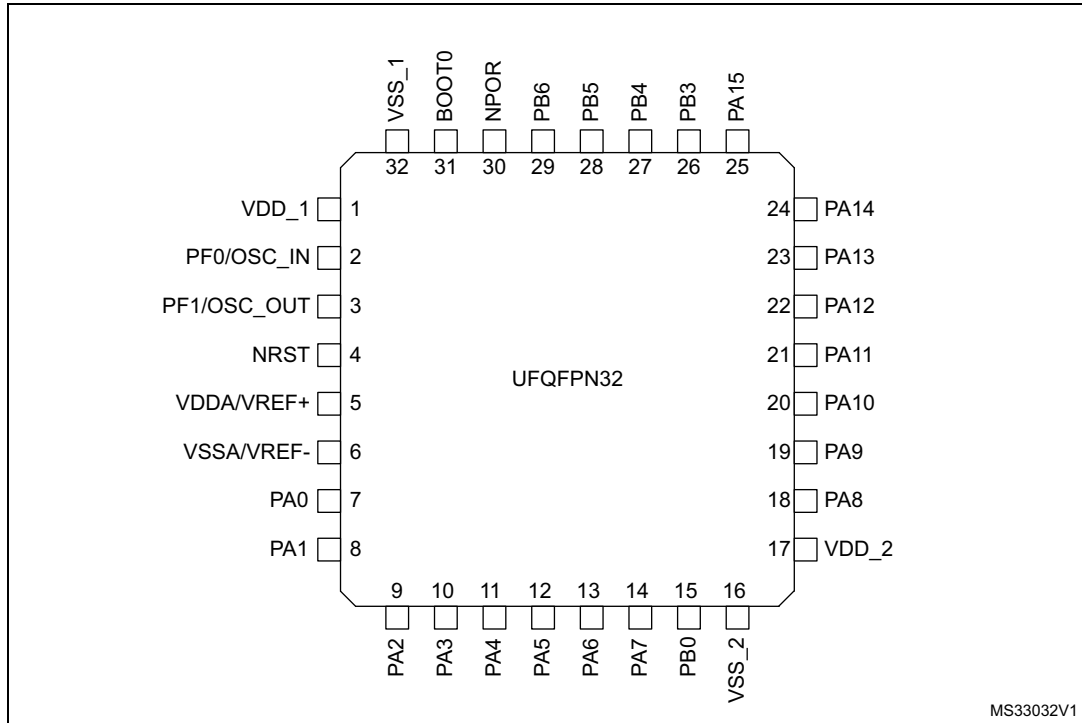 VSS_1
BOOT0
NPOR
PB6
PB5
PB4
PB3
PA15
32 31 30 29 28 27 26 25
VDD_1 1 24 PA14
PF0/OSC_IN 2 23 PA13
PF1/OSC_OUT 3 22 PA12
NRST 4 21 PA11
UFQFPN32
VDDA/VREF+ 5 20 PA10
VSSA/VREF- 6 19 PA9
PA0 7 18 PA8
PA1 8 17 VDD_2
9 10 11 12 13 14 15 16
PA2
PA3
PA4
PA5
PA6
PA7
PB0
VSS_2
MS33032V1